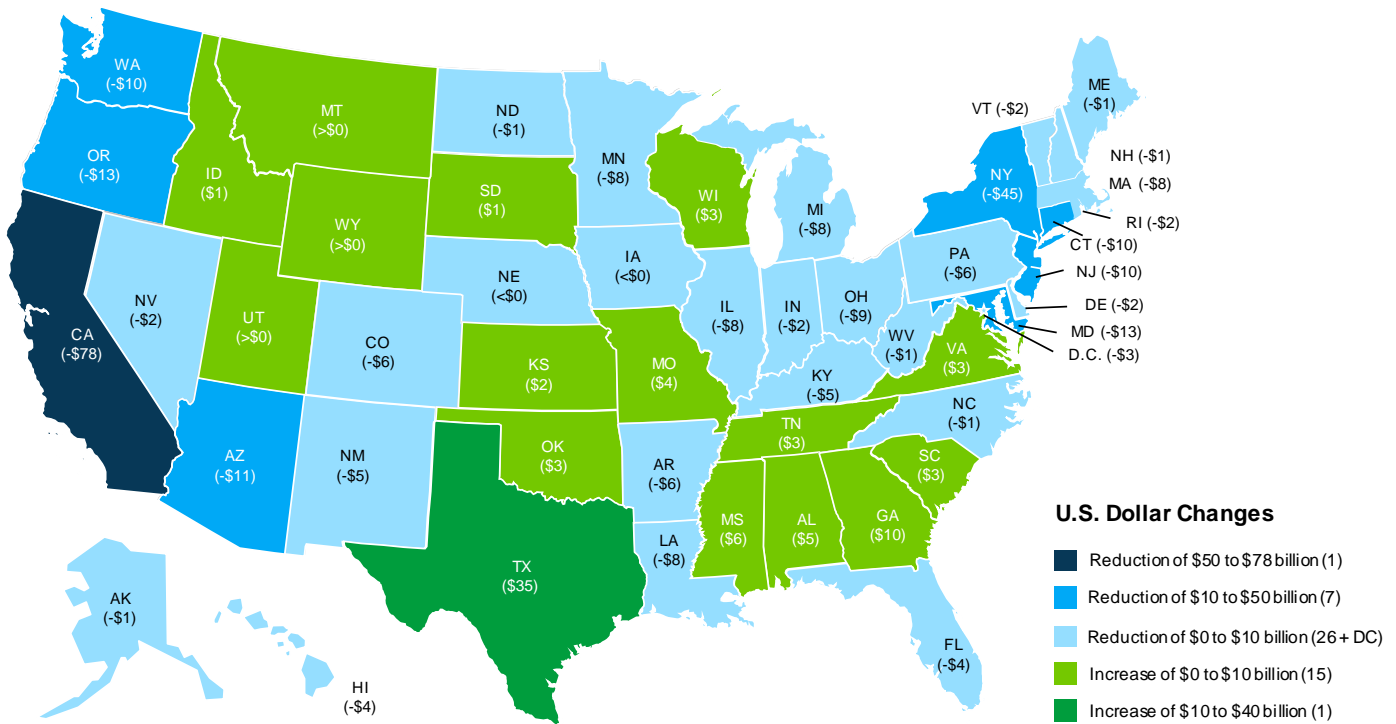 WA
(-$10)
OR
(-$13)
CA
(-$78)
NV
(-$2)
ID
($1)
MT
(>$0)
WY
(>$0)
UT
(>$0)
AZ
(-$11)
CO
(-$6)
NM
(-$5)
ND
(-$1)
SD
($1)
NE
(<$0)
KS
($2)
OK
($3)
TX
($35)
MN
(-$8)
IA
(<$0)
MO
($4)
AR
(-$6)
LA
(-$8)
WI
($3)
IL
(-$8)
MI
(-$8)
IN
(-$2)
OH
(-$9)
KY
(-$5)
TN
($3)
MS
($6)
AL
($5)
GA
($10)
FL
(-$4)
SC
($3)
NC
(-$1)
VA
($3)
WV
(-$1)
PA
(-$6)
NY
(-$45)
VT (-$2)
ME
(-$1)
NH (-$1)
MA (-$8)
RI (-$2)
CT (-$10)
NJ (-$10)
DE (-$2)
MD (-$13)
D.C. (-$3)
AK
(-$1)
HI
(-$4)
U.S. Dollar Changes
Reduction of $50 to $78 billion (1)
Reduction of $10 to $50 billion (7)
Reduction of $0 to $10 billion (26 + DC)
Increase of $0 to $10 billion (15)
Increase of $10 to $40 billion (1)